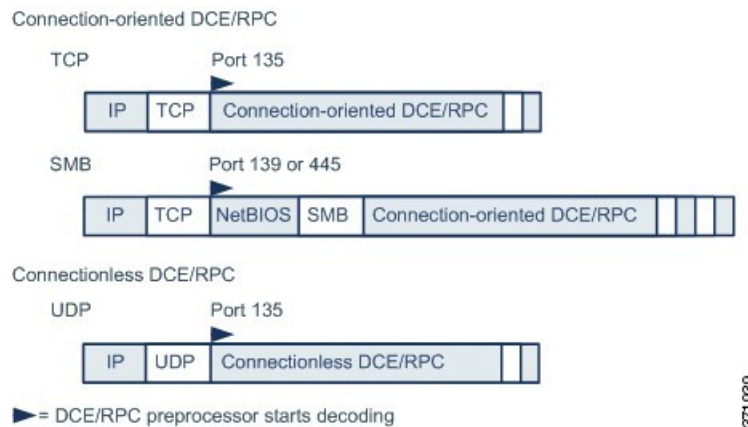 Connection-oriented DCE/RPC
TCP Port 135
IP TCP Connection-oriented DCE/RPC
SMB Port 139 or 445
IP TCP NetBIOS SMB Connection-oriented DCE/RPC
Connectionless DCE/RPC
UDP Port 135
IP UDP Connectionless DCE/RPC
= DCE/RPC preprocessor starts decoding
371939